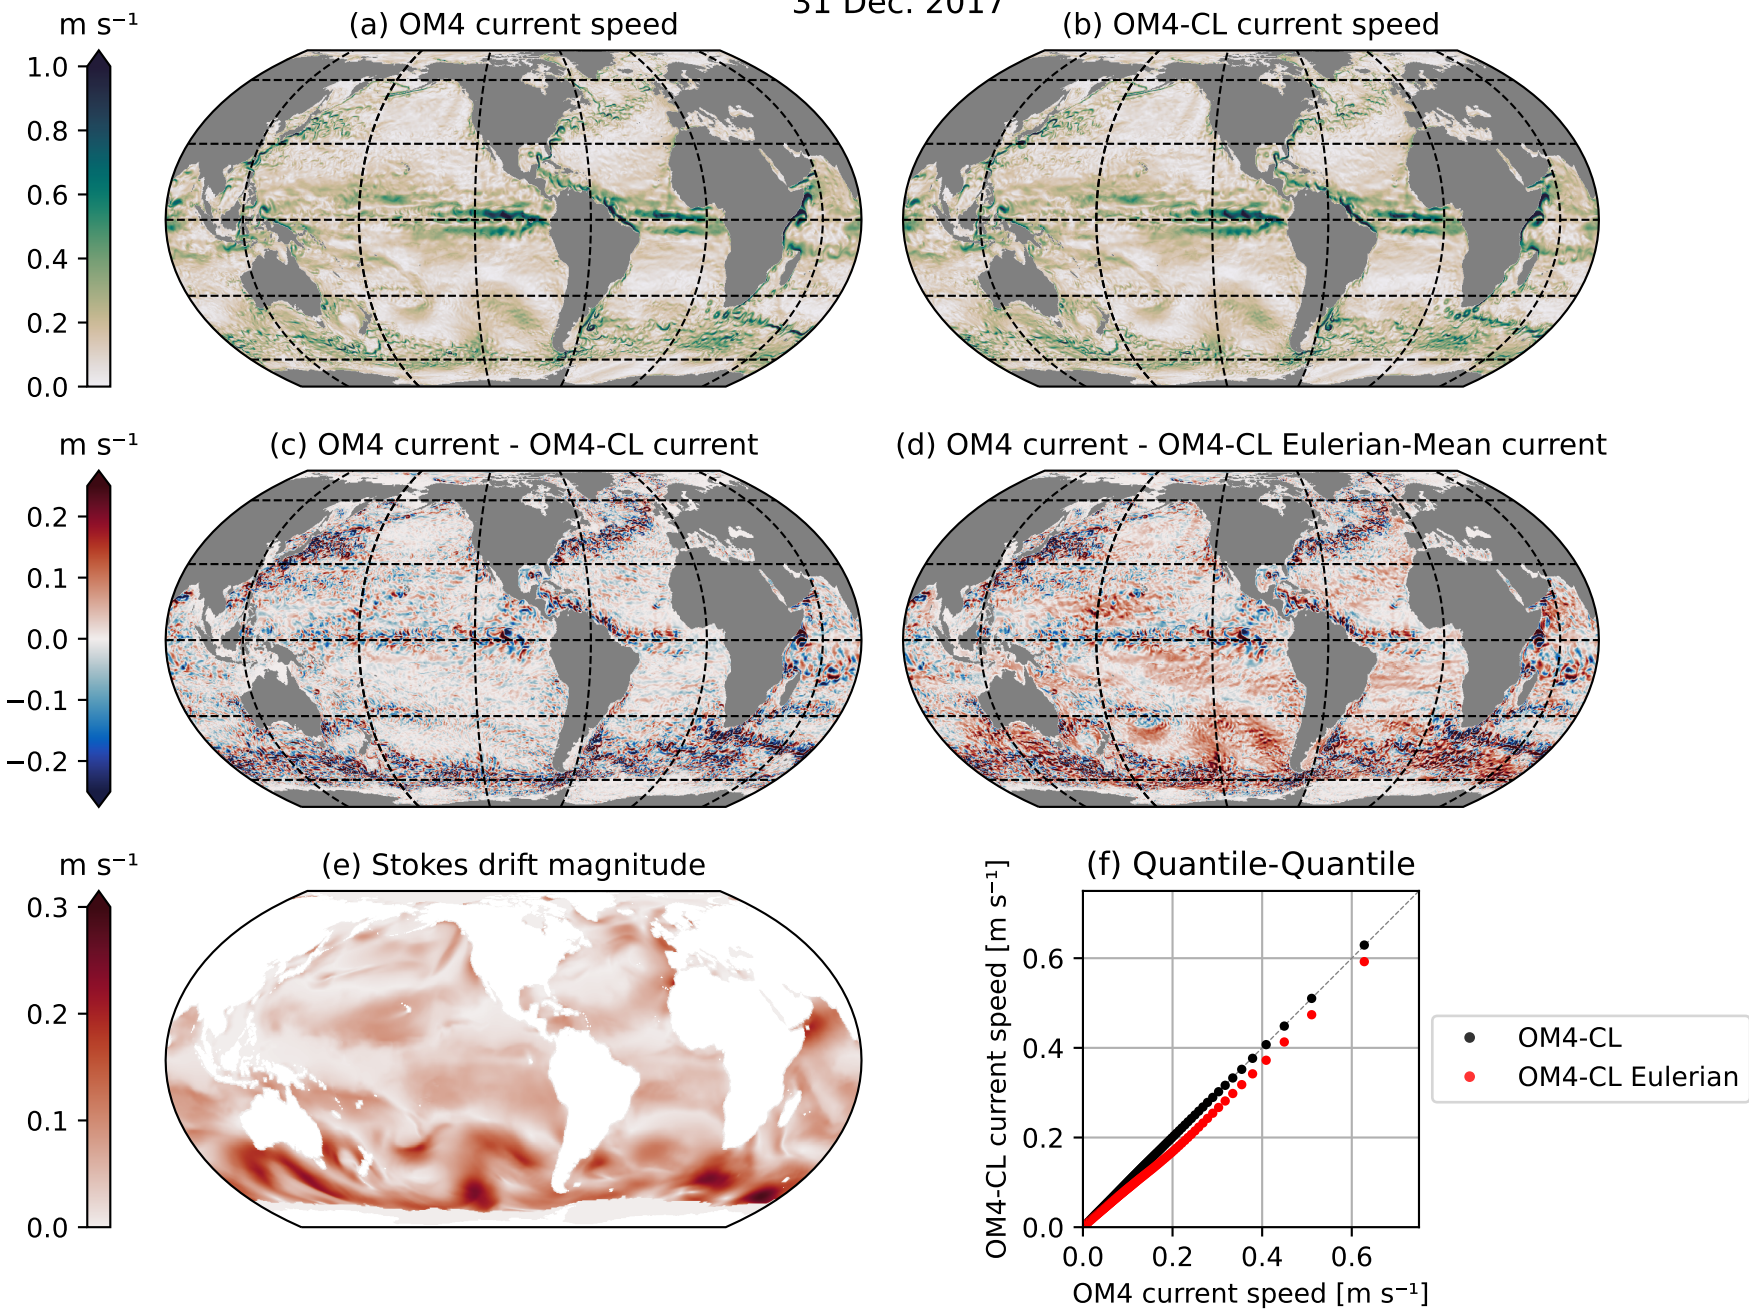 31 Dec. 2017
m s⁻¹
(a) OM4 current speed
(b) OM4-CL current speed
1.0
0.8
0.6
0.4
0.2
0.0
m s⁻¹
(c) OM4 current - OM4-CL current
(d) OM4 current - OM4-CL Eulerian-Mean current
0.2
0.1
0.0
−0.1
−0.2
m s⁻¹
(e) Stokes drift magnitude
0.3
0.2
0.1
0.0
(f) Quantile-Quantile
OM4-CL current speed [m s⁻¹]
0.6
0.4
0.2
0.0
0.0 0.2 0.4 0.6
OM4 current speed [m s⁻¹]
OM4-CL
OM4-CL Eulerian